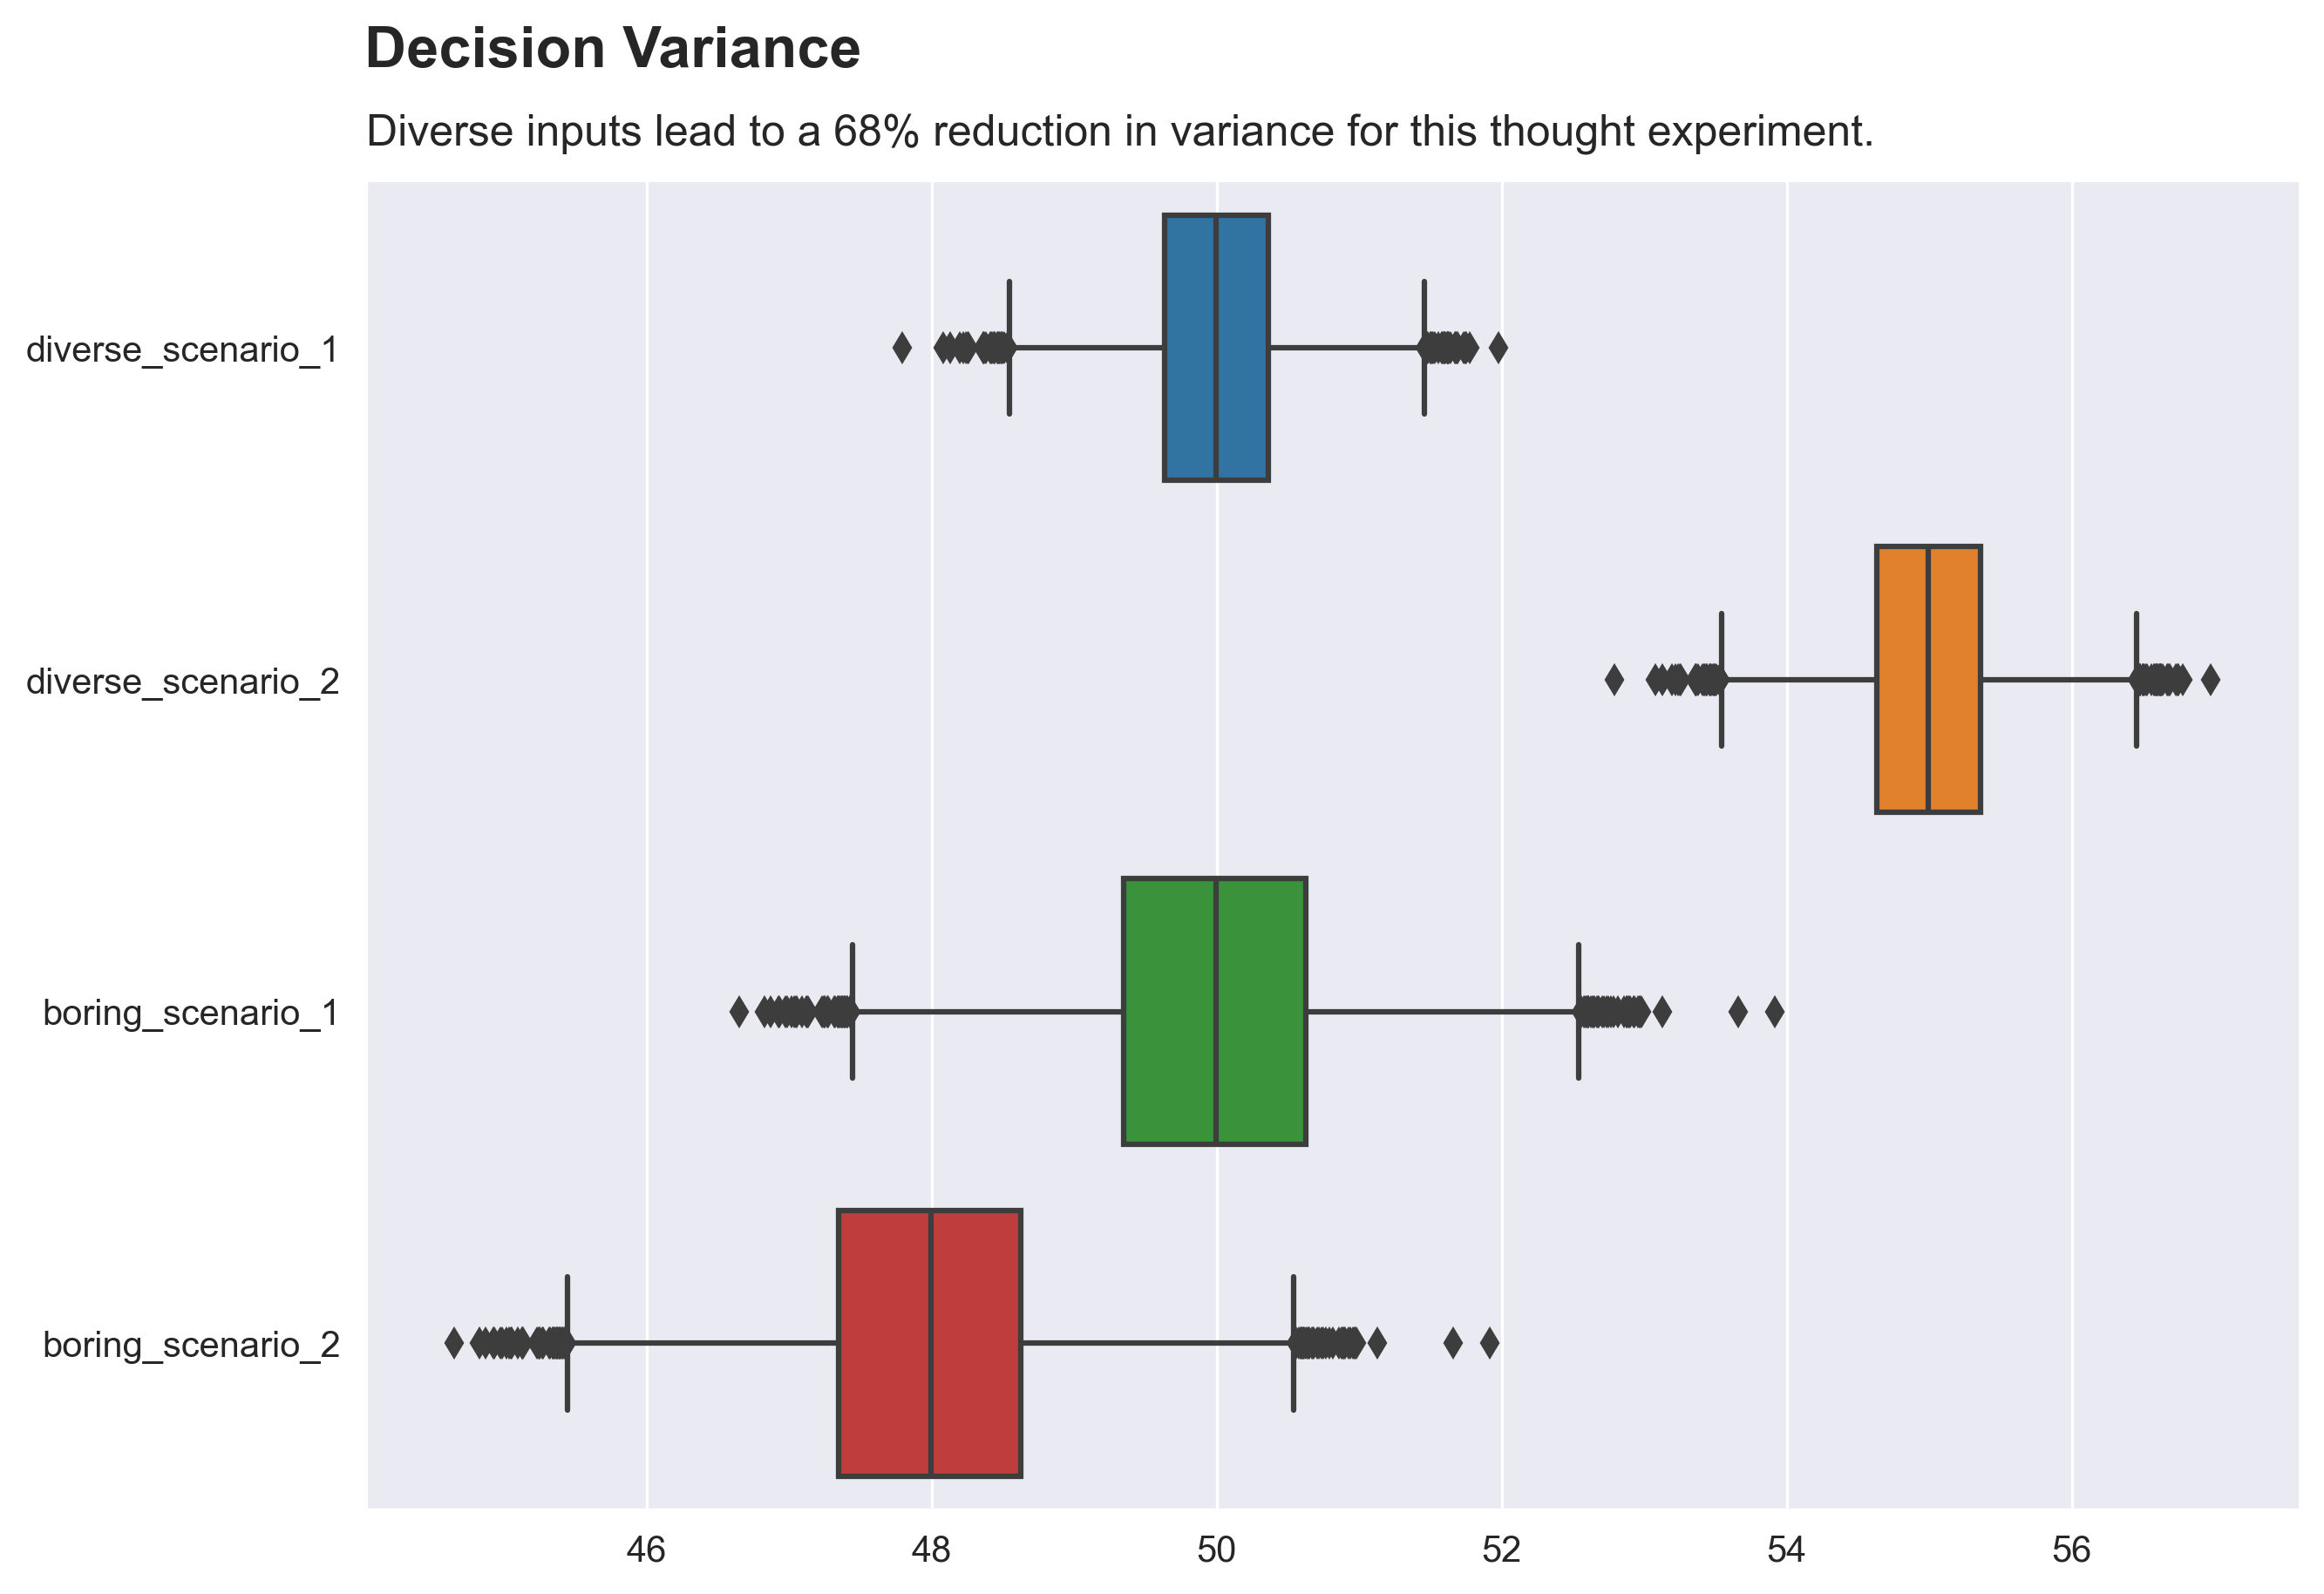 Decision Variance
Diverse inputs lead to a 68% reduction in variance for this thought experiment.
diverse_scenario_1
diverse_scenario_2
boring_scenario_1
boring_scenario_2
46 48 50 52 54 56